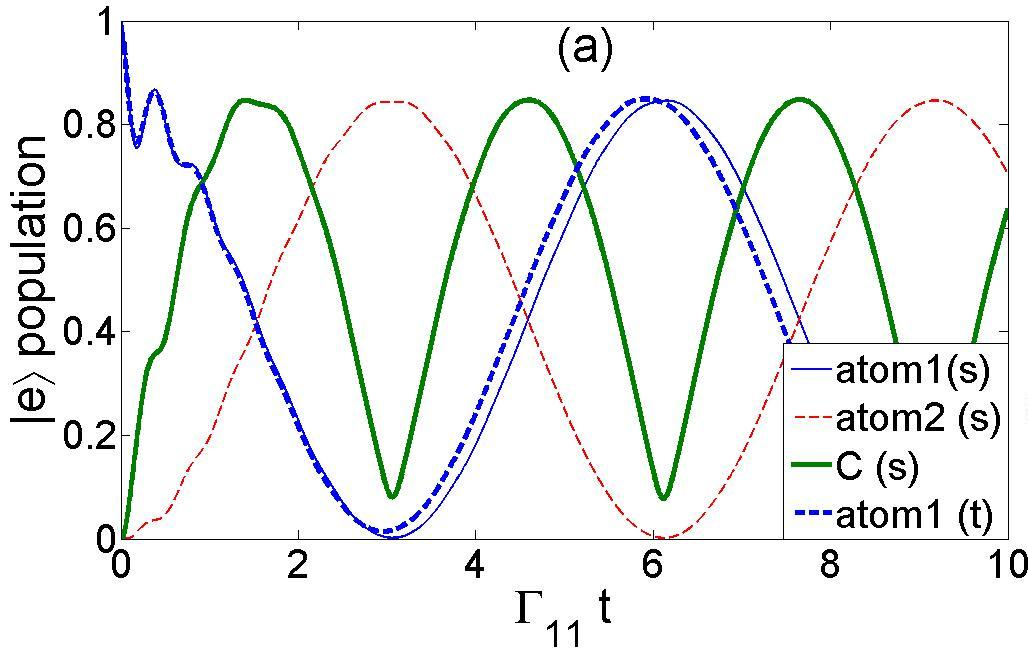 (a)
|e⟩ population
1
0.8
0.6
0.4
0.2
0
0 2 4 6 8 10
Γ11 t
atom1(s)
atom2 (s)
C (s)
atom1 (t)